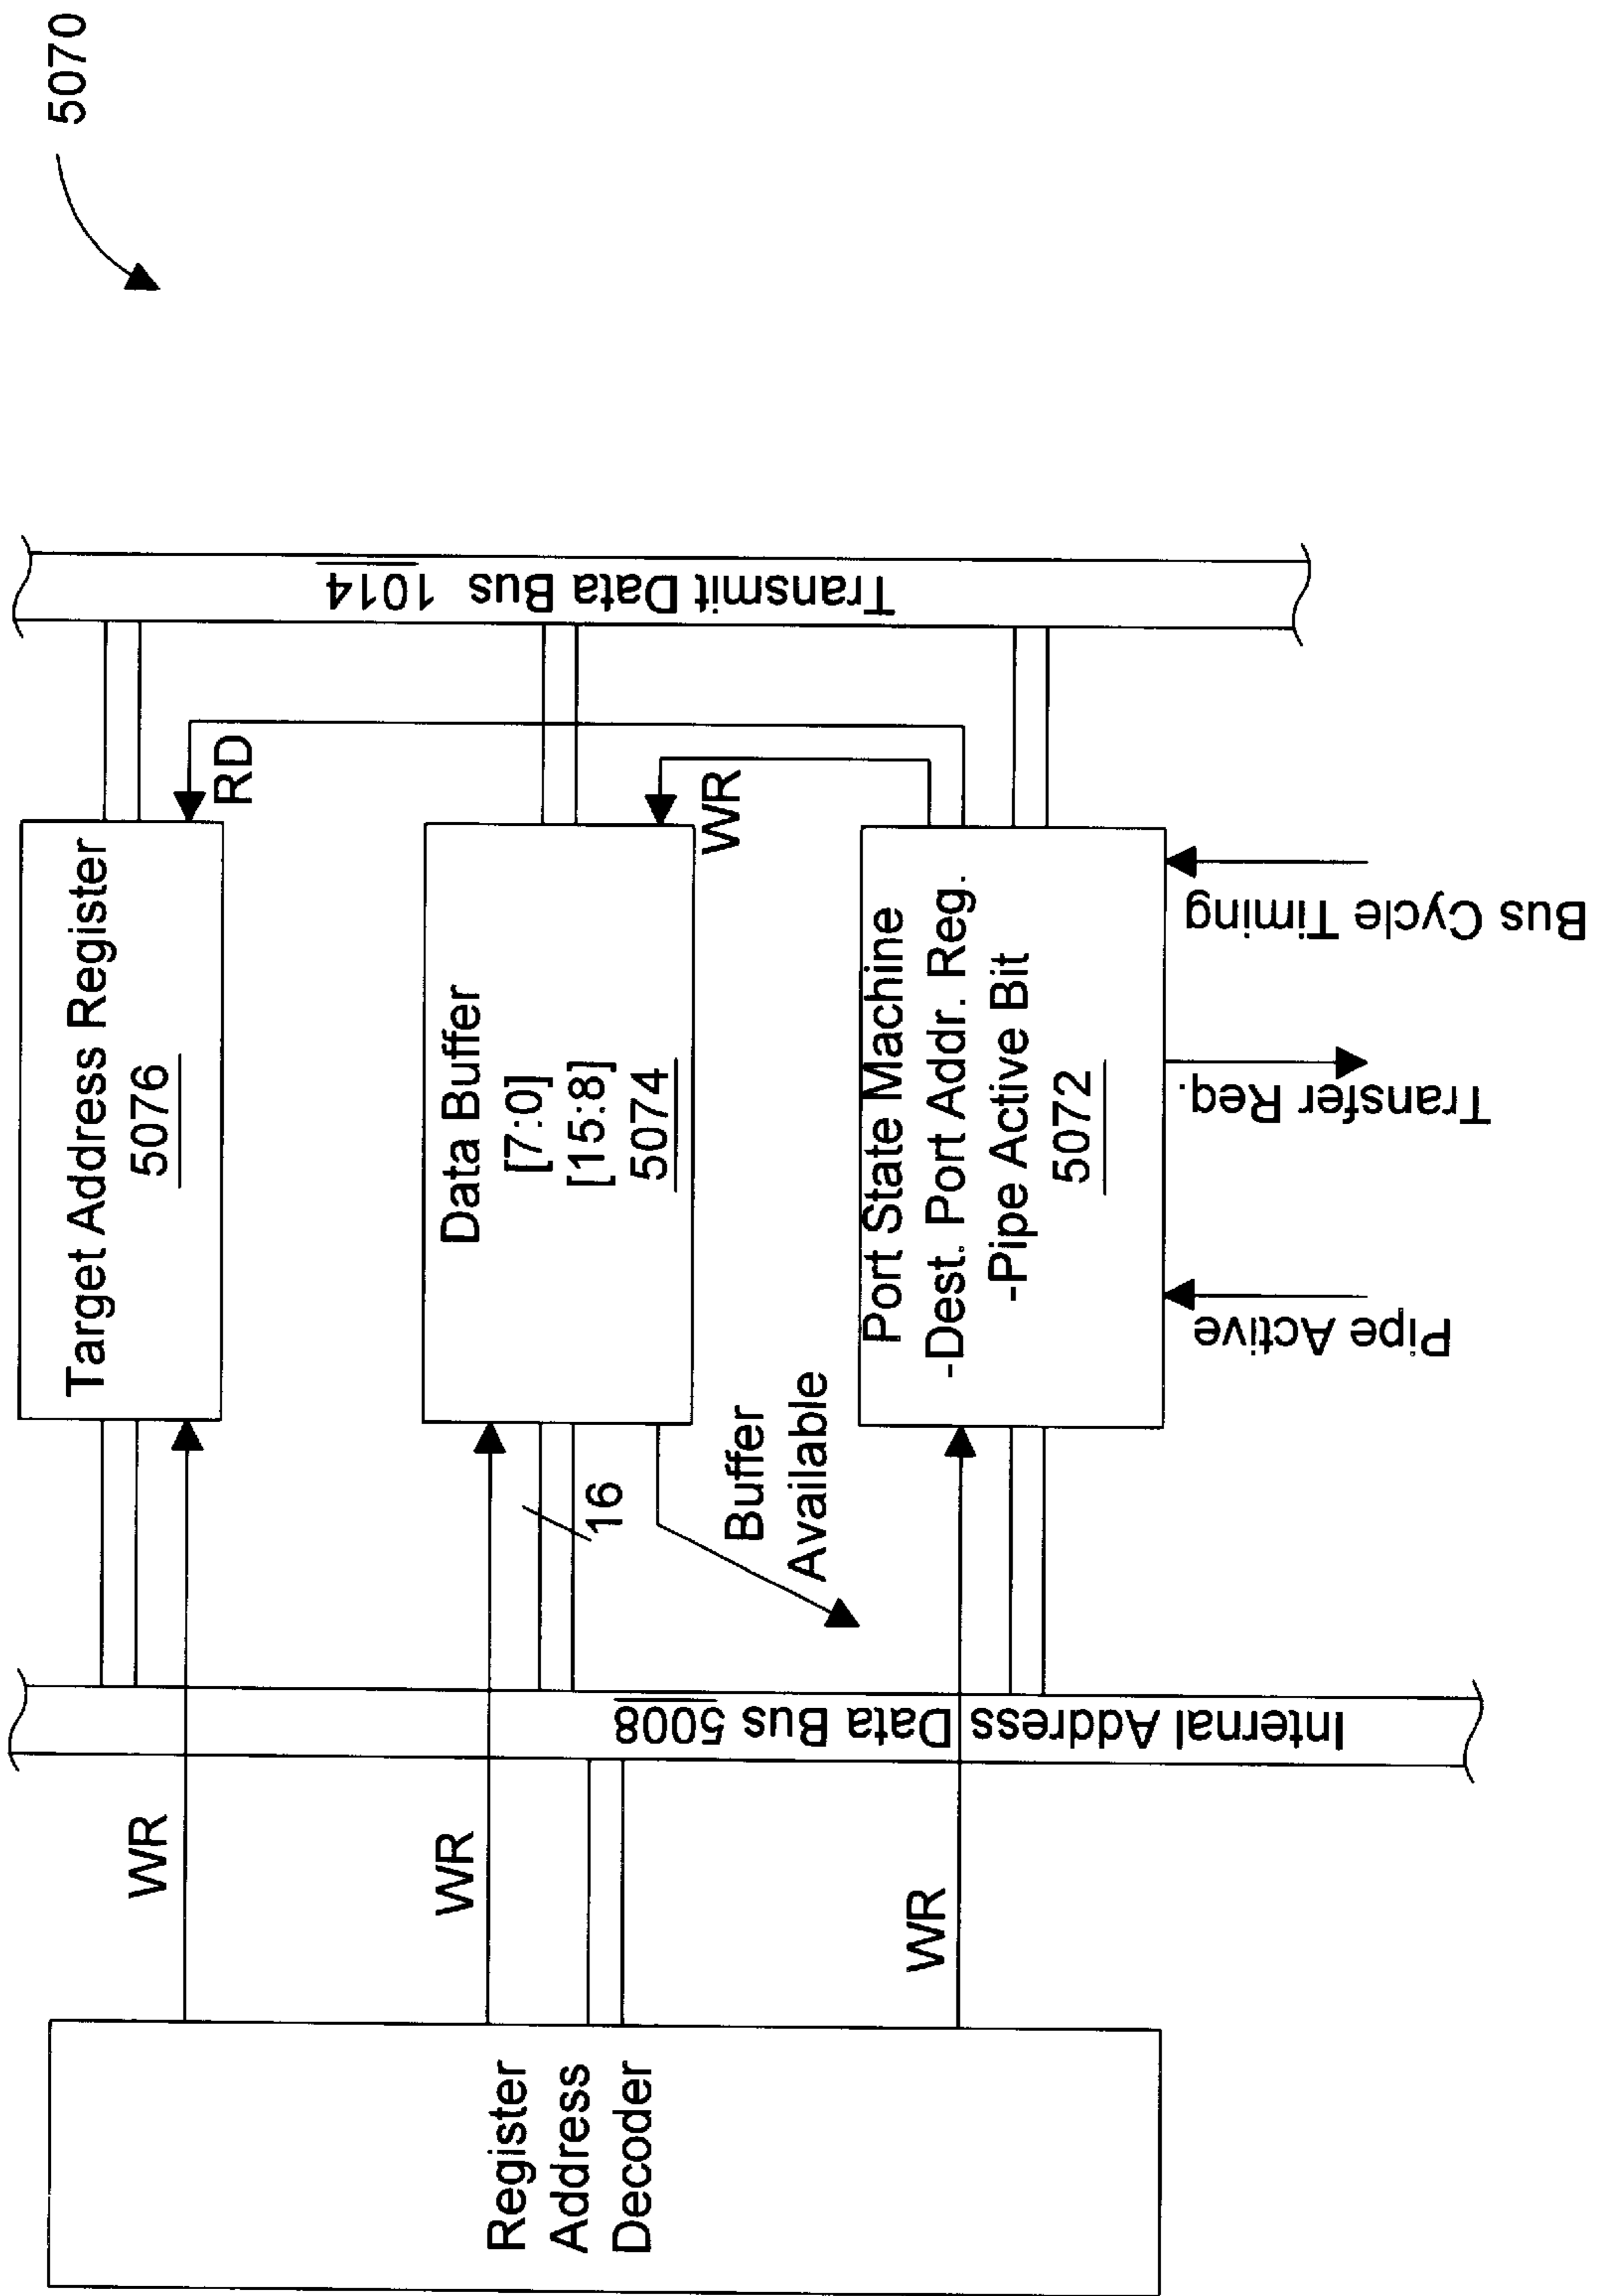 5070
Register
Address
Decoder
WR
WR
WR
Internal Address Data Bus 5008
Target Address Register
5076
Data Buffer
[7:0]
[15:8]
5074
16
Buffer
Available
Port State Machine
-Dest. Port Addr. Reg.
-Pipe Active Bit
5072
RD
WR
Transmit Data Bus 1014
Pipe Active
Transfer Req.
Bus Cycle Timing